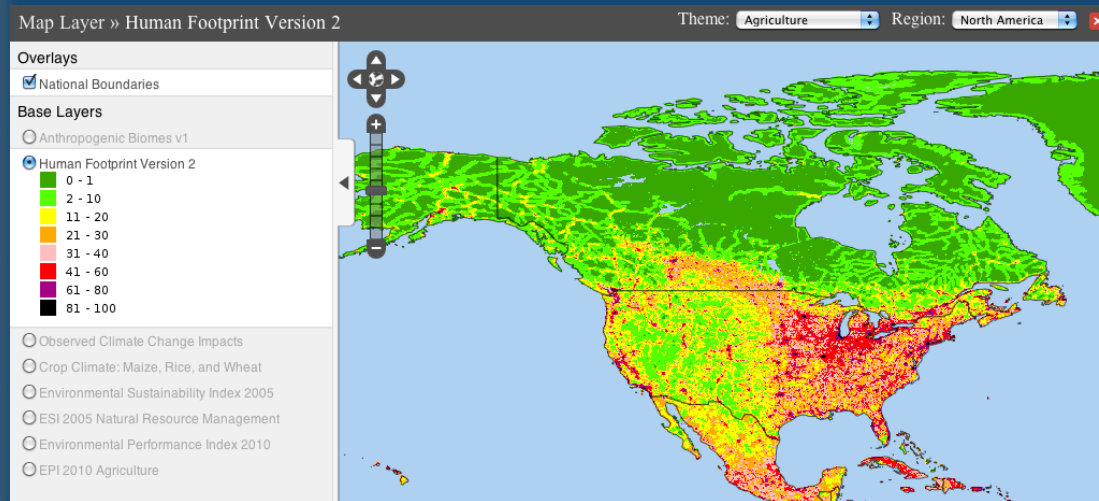 Map Layer » Human Footprint Version 2
Theme: Agriculture Region: North America
Overlays
National Boundaries
Base Layers
Anthropogenic Biomes v1
Human Footprint Version 2
0 - 1
2 - 10
11 - 20
21 - 30
31 - 40
41 - 60
61 - 80
81 - 100
Observed Climate Change Impacts
Crop Climate: Maize, Rice, and Wheat
Environmental Sustainability Index 2005
ESI 2005 Natural Resource Management
Environmental Performance Index 2010
EPI 2010 Agriculture